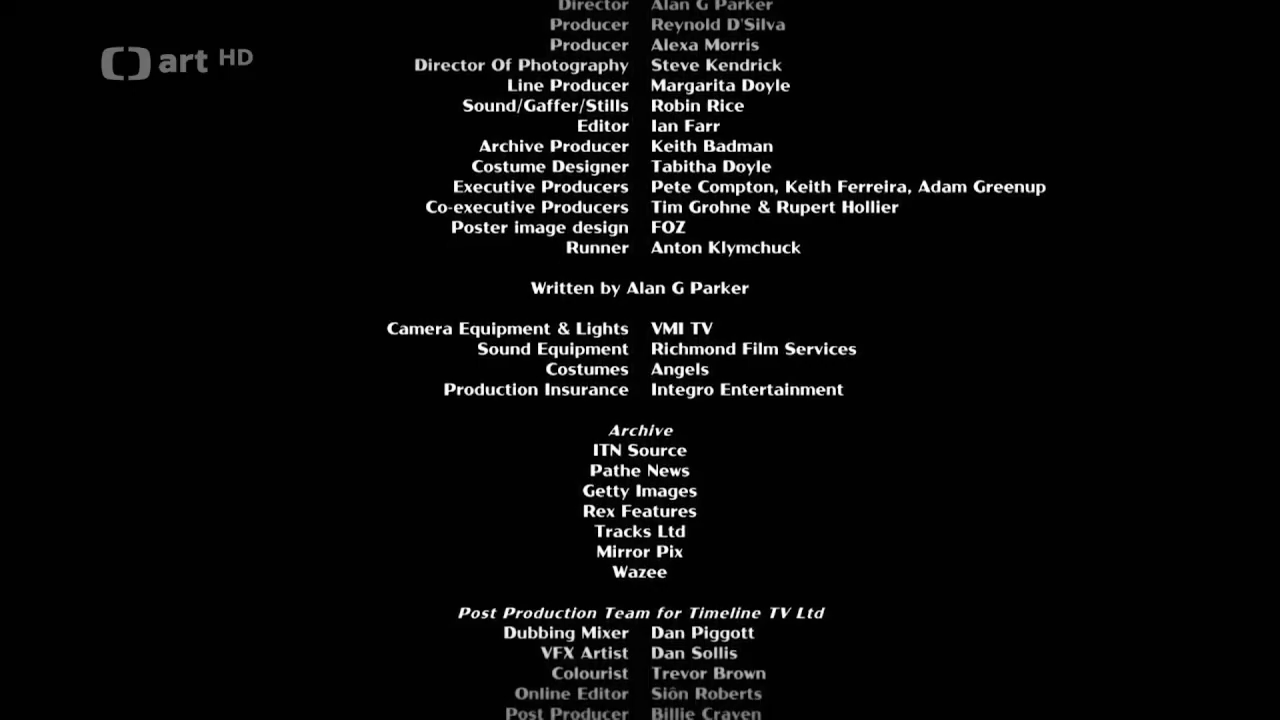 art HD
Director Alan G Parker
Producer Reynold D'Silva
Producer Alexa Morris
Director Of Photography Steve Kendrick
Line Producer Margarita Doyle
Sound/Gaffer/Stills Robin Rice
Editor Ian Farr
Archive Producer Keith Badman
Costume Designer Tabitha Doyle
Executive Producers Pete Compton, Keith Ferreira, Adam Greenup
Co-executive Producers Tim Grohne & Rupert Hollier
Poster image design FOZ
Runner Anton Klymchuck
Written by Alan G Parker
Camera Equipment & Lights VMI TV
Sound Equipment Richmond Film Services
Costumes Angels
Production Insurance Integro Entertainment
Archive
ITN Source
Pathe News
Getty Images
Rex Features
Tracks Ltd
Mirror Pix
Wazee
Post Production Team for Timeline TV Ltd
Dubbing Mixer Dan Piggott
VFX Artist Dan Sollis
Colourist Trevor Brown
Online Editor Siôn Roberts
Post Producer Billie Craven